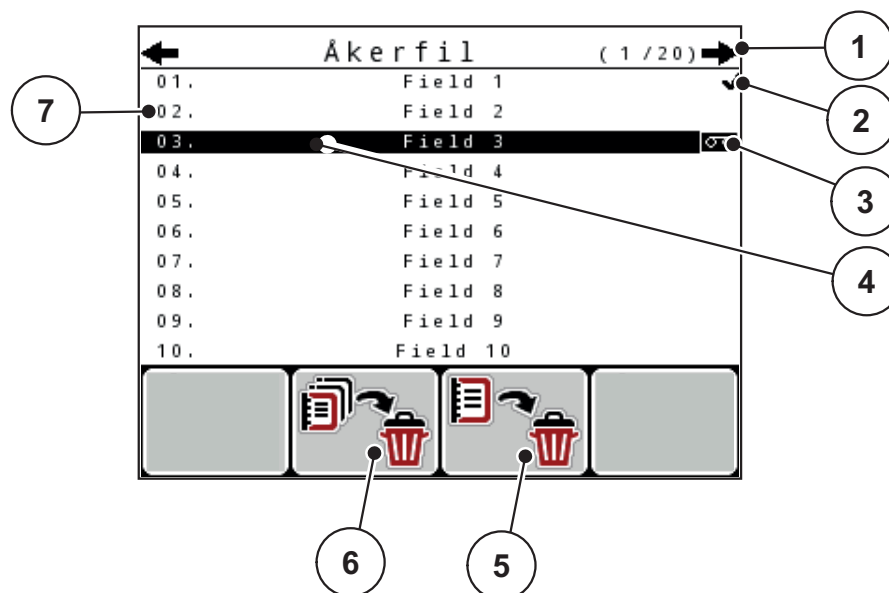 Åkerfil (1/20)
01. Field 1
02. Field 2
03. Field 3
04. Field 4
05. Field 5
06. Field 6
07. Field 7
08. Field 8
09. Field 9
10. Field 10
1
2
3
4
5
6
7